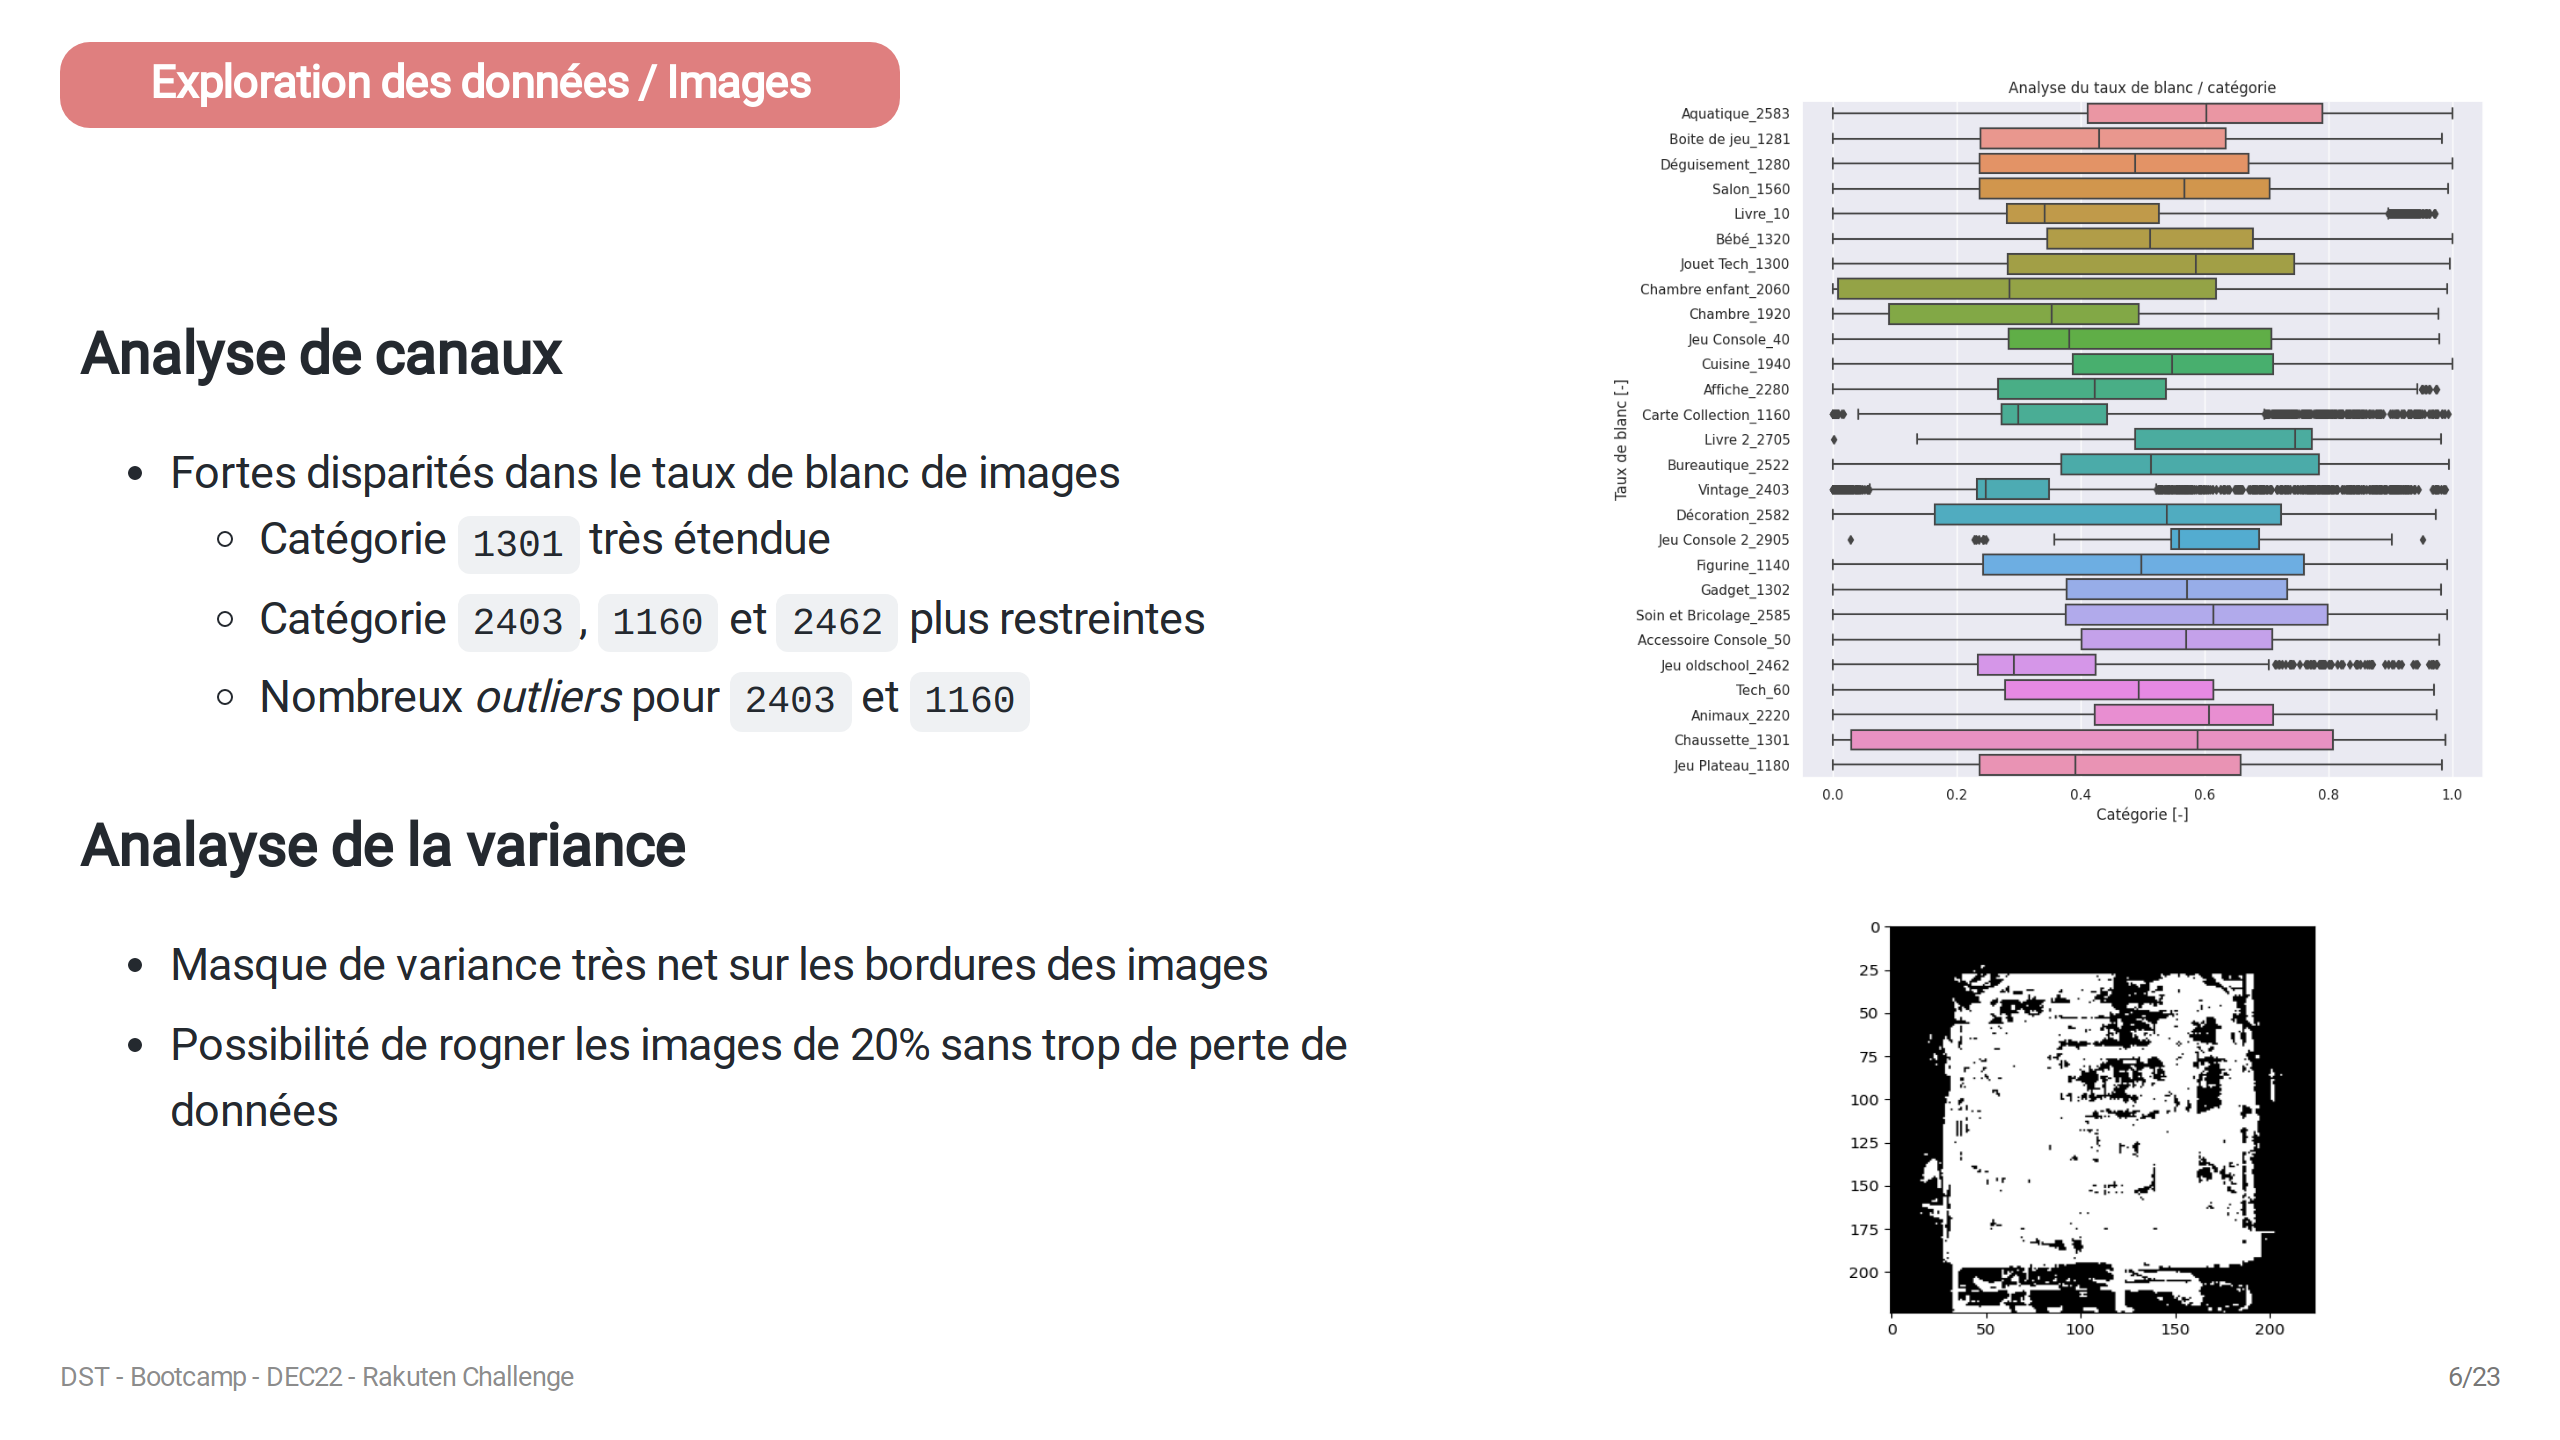 Exploration des données / Images
Analyse de canaux
Fortes disparités dans le taux de blanc de images
Catégorie 1301 très étendue
Catégorie 2403, 1160 et 2462 plus restreintes
Nombreux outliers pour 2403 et 1160
Analayse de la variance
Masque de variance très net sur les bordures des images
Possibilité de rogner les images de 20% sans trop de perte de
données
Analyse du taux de blanc / catégorie
Taux de blanc [-]
Aquatique_2583
Boite de jeu_1281
Déguisement_1280
Salon_1560
Livre_10
Bébé_1320
Jouet Tech_1300
Chambre enfant_2060
Chambre_1920
Jeu Console_40
Cuisine_1940
Affiche_2280
Carte Collection_1160
Livre 2_2705
Bureautique_2522
Vintage_2403
Décoration_2582
Jeu Console 2_2905
Figurine_1140
Gadget_1302
Soin et Bricolage_2585
Accessoire Console_50
Jeu oldschool_2462
Tech_60
Animaux_2220
Chaussette_1301
Jeu Plateau_1180
0.0 0.2 0.4 0.6 0.8 1.0
Catégorie [-]
0
25
50
75
100
125
150
175
200
0 50 100 150 200
DST - Bootcamp - DEC22 - Rakuten Challenge
6/23